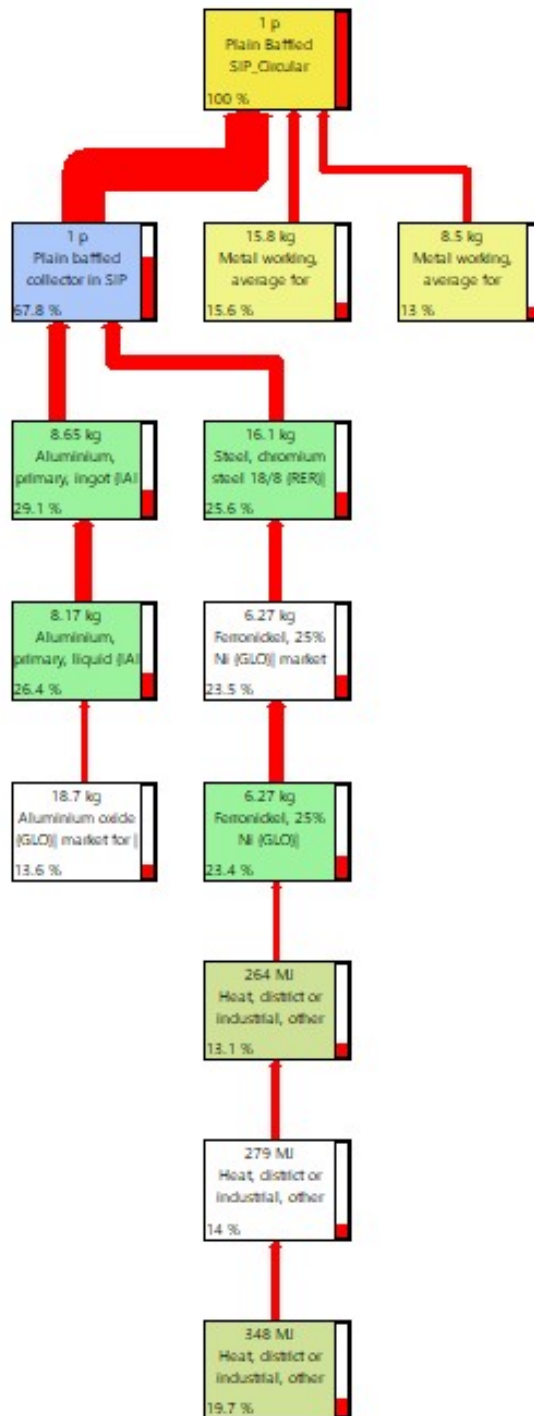 1 p
Plain Baffled
SIP_Circular
100 %
1 p
Plain baffled
collector in SIP
67.8 %
15.8 kg
Metal working,
average for
15.6 %
8.5 kg
Metal working,
average for
13 %
8.65 kg
Aluminium,
primary, ingot {IAI
29.1 %
16.1 kg
Steel, chromium
steel 18/8 {RER}|
25.6 %
8.17 kg
Aluminium,
primary, liquid {IAI
26.4 %
6.27 kg
Ferronickel, 25%
Ni {GLO}| market
23.5 %
18.7 kg
Aluminium oxide
{GLO}| market for |
13.6 %
6.27 kg
Ferronickel, 25%
Ni {GLO}|
23.4 %
264 MJ
Heat, district or
industrial, other
13.1 %
279 MJ
Heat, district or
industrial, other
14 %
348 MJ
Heat, district or
industrial, other
19.7 %